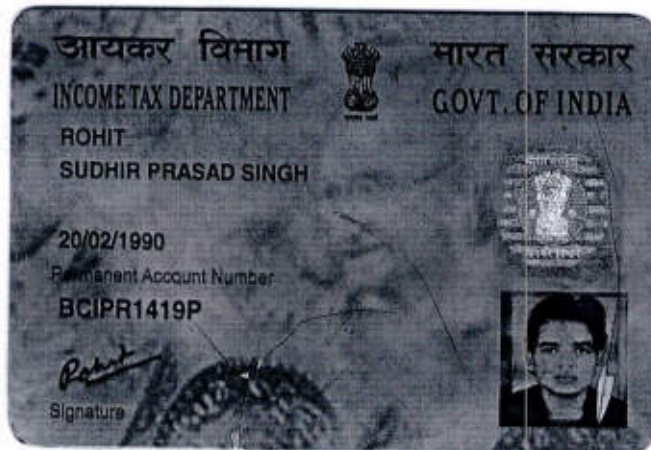 आयकर विभाग
INCOME TAX DEPARTMENT
मारत सरकार
GOVT. OF INDIA
ROHIT
SUDHIR PRASAD SINGH
20/02/1990
Permanent Account Number
BCIPR1419P
Rohit
Signature